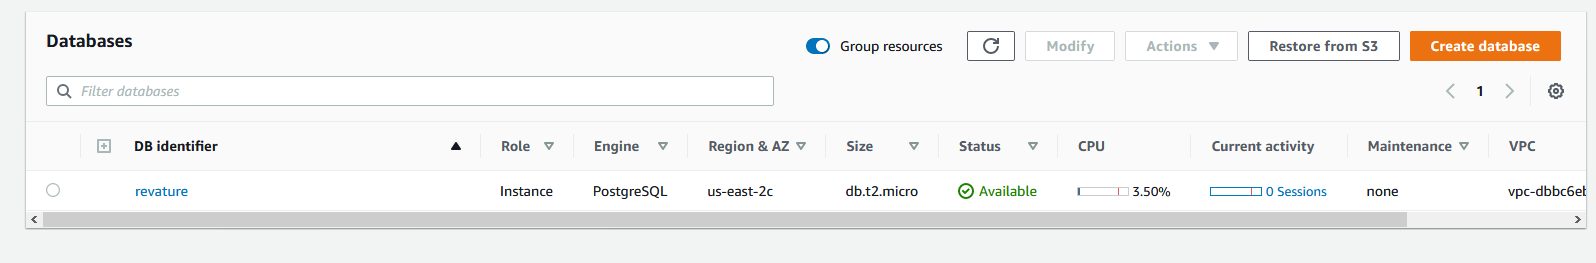 Databases
Group resources
Modify
Actions
Restore from S3
Create database
Filter databases
1
DB identifier Role Engine Region & AZ Size Status CPU Current activity Maintenance VPC
revature Instance PostgreSQL us-east-2c db.t2.micro Available 3.50% 0 Sessions none vpc-dbbc6eb